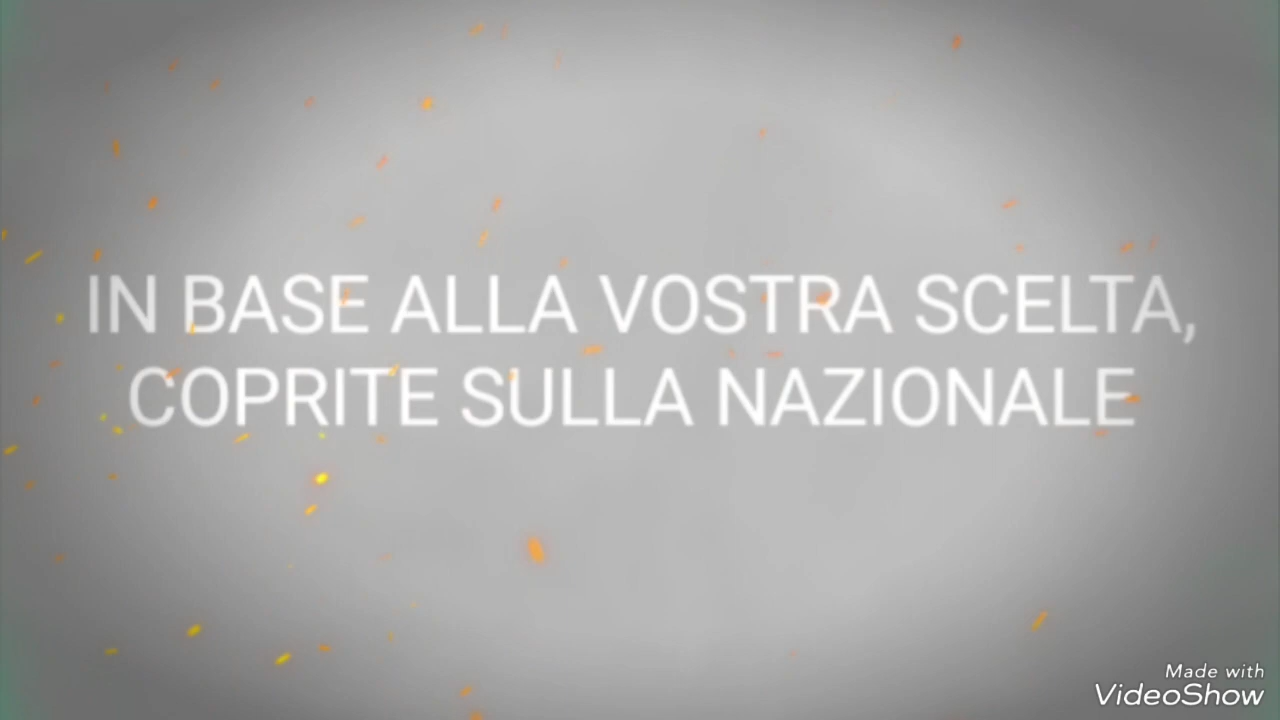 IN BASE ALLA VOSTRA SCELTA,
COPRITE SULLA NAZIONALE
Made with
VideoShow